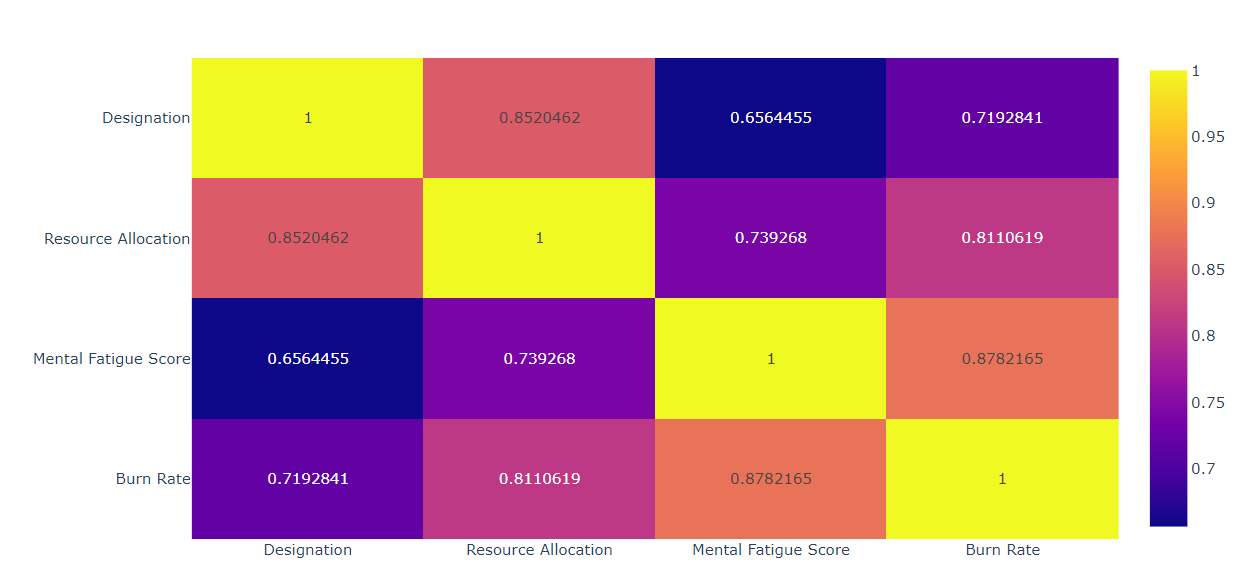 1
Designation 1 0.8520462 0.6564455 0.7192841
0.95
0.9
Resource Allocation 0.8520462 1 0.739268 0.8110619
0.85
0.8
Mental Fatigue Score 0.6564455 0.739268 1 0.8782165
0.75
0.7
Burn Rate 0.7192841 0.8110619 0.8782165 1
Designation Resource Allocation Mental Fatigue Score Burn Rate